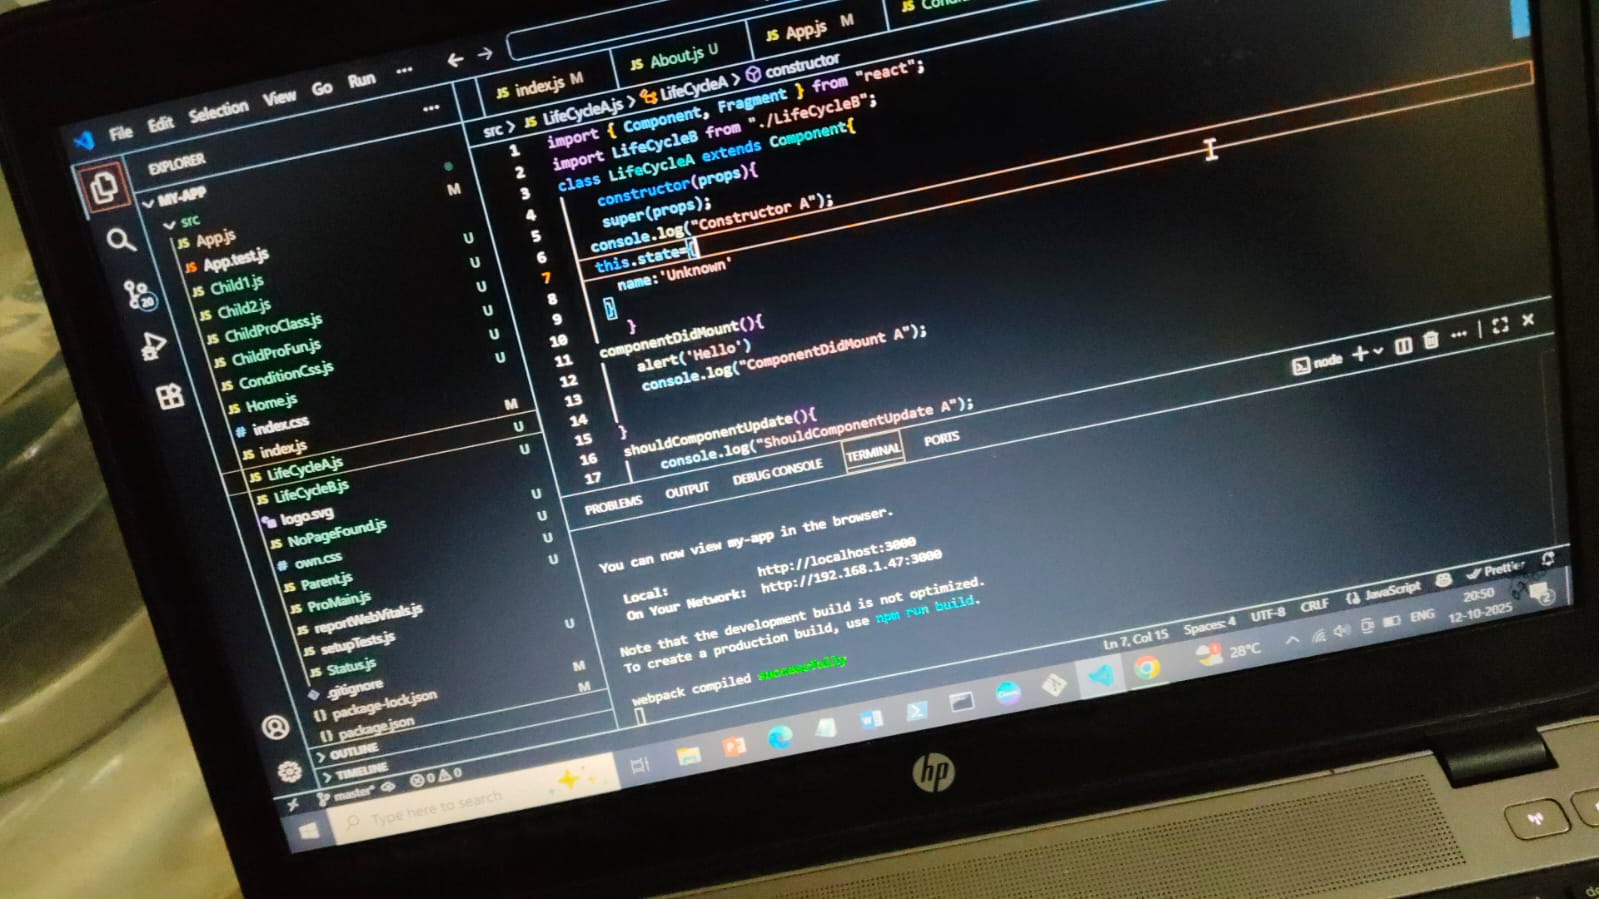 File Edit Selection View Go Run ...
EXPLORER ...
MY-APP
src M
JS App.js
JS App.test.js
JS Child1.js U
JS Child2.js U
JS ChildProClass.js U
JS ChildProFun.js U
JS ConditionCss.js U
JS Home.js U
# index.css
JS index.js M
JS LifeCycleA.js U
JS LifeCycleB.js U
logo.svg
JS NoPageFound.js U
# own.css U
JS Parent.js U
JS ProMain.js U
JS reportWebVitals.js
JS setupTests.js
JS Status.js U
.gitignore
{} package-lock.json M
{} package.json M
OUTLINE
TIMELINE
20
JS index.js M
JS About.js U
JS App.js M
JS
src > JS LifeCycleA.js > LifeCycleA > constructor
1 import { Component, Fragment } from "react";
2 import LifeCycleB from "./LifeCycleB";
3 class LifeCycleA extends Component{
4 constructor(props){
5 super(props);
6 console.log("Constructor A");
7 this.state={
8 name:'Unknown'
9 }
10 }
11 componentDidMount(){
12 alert('Hello')
13 console.log("ComponentDidMount A");
14
15 }
16 shouldComponentUpdate(){
17 console.log("ShouldComponentUpdate A");
PROBLEMS OUTPUT DEBUG CONSOLE TERMINAL PORTS
node
You can now view my-app in the browser.
Local: http://localhost:3000
On Your Network: http://192.168.1.47:3000
Note that the development build is not optimized.
To create a production build, use npm run build.
webpack compiled successfully
master* 0 0
Ln 7, Col 15 Spaces: 4 UTF-8 CRLF JavaScript Prettier
Type here to search
28°C ENG
20:50
12-10-2025
2
hp